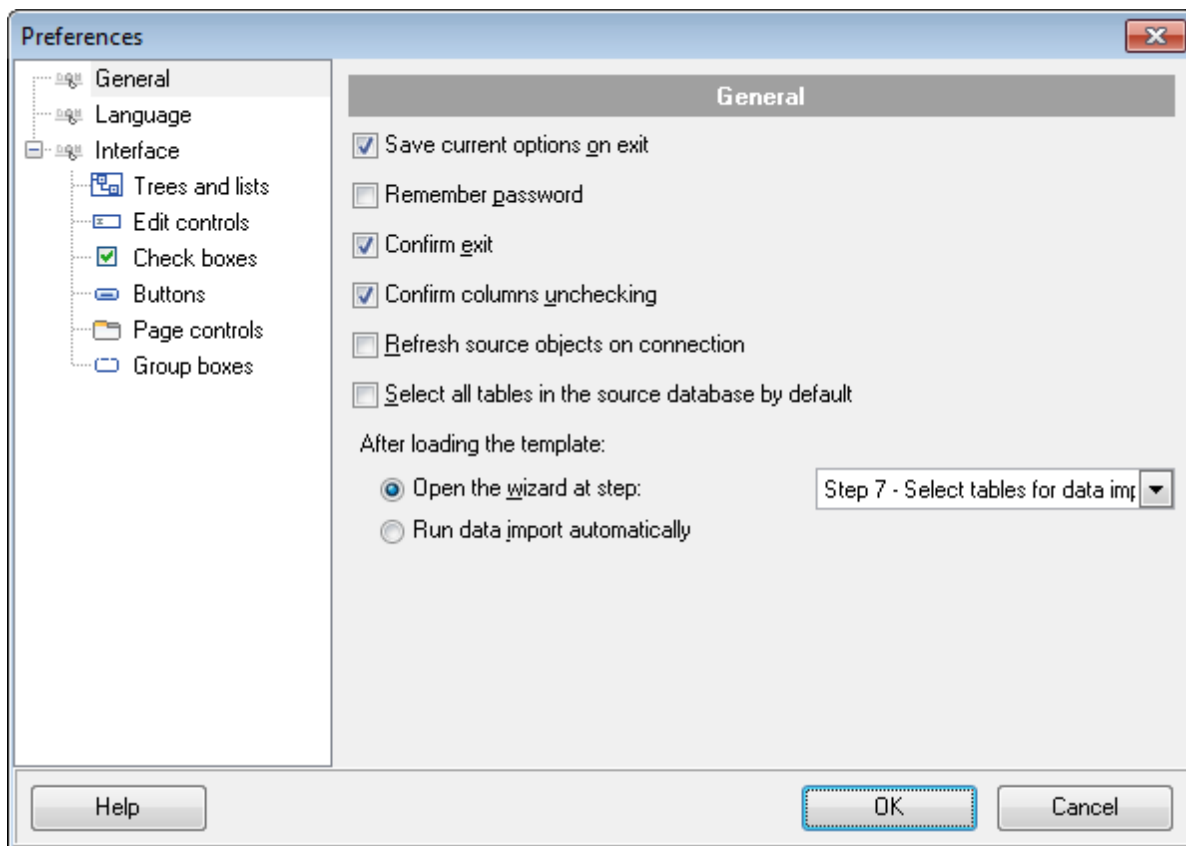 Preferences
General
Language
Interface
Trees and lists
Edit controls
Check boxes
Buttons
Page controls
Group boxes
General
Save current options on exit
Remember password
Confirm exit
Confirm columns unchecking
Refresh source objects on connection
Select all tables in the source database by default
After loading the template:
Open the wizard at step: Step 7 - Select tables for data imp
Run data import automatically
Help OK Cancel